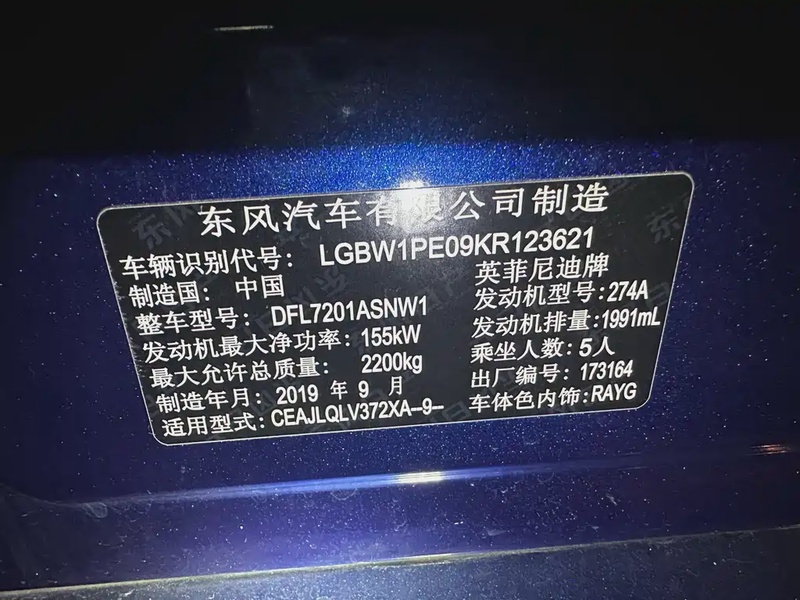 东风汽车有限公司制造
车辆识别代号: LGBW1PE09KR123621
制造国: 中国 英菲尼迪牌
整车型号: DFL7201ASNW1 发动机型号:274A
发动机最大净功率: 155kW 发动机排量:1991mL
最大允许总质量: 2200kg 乘坐人数:5人
制造年月: 2019 年 9 月 出厂编号: 173164
适用型式:CEAJLQLV372XA--9-- 车体色内饰:RAYG